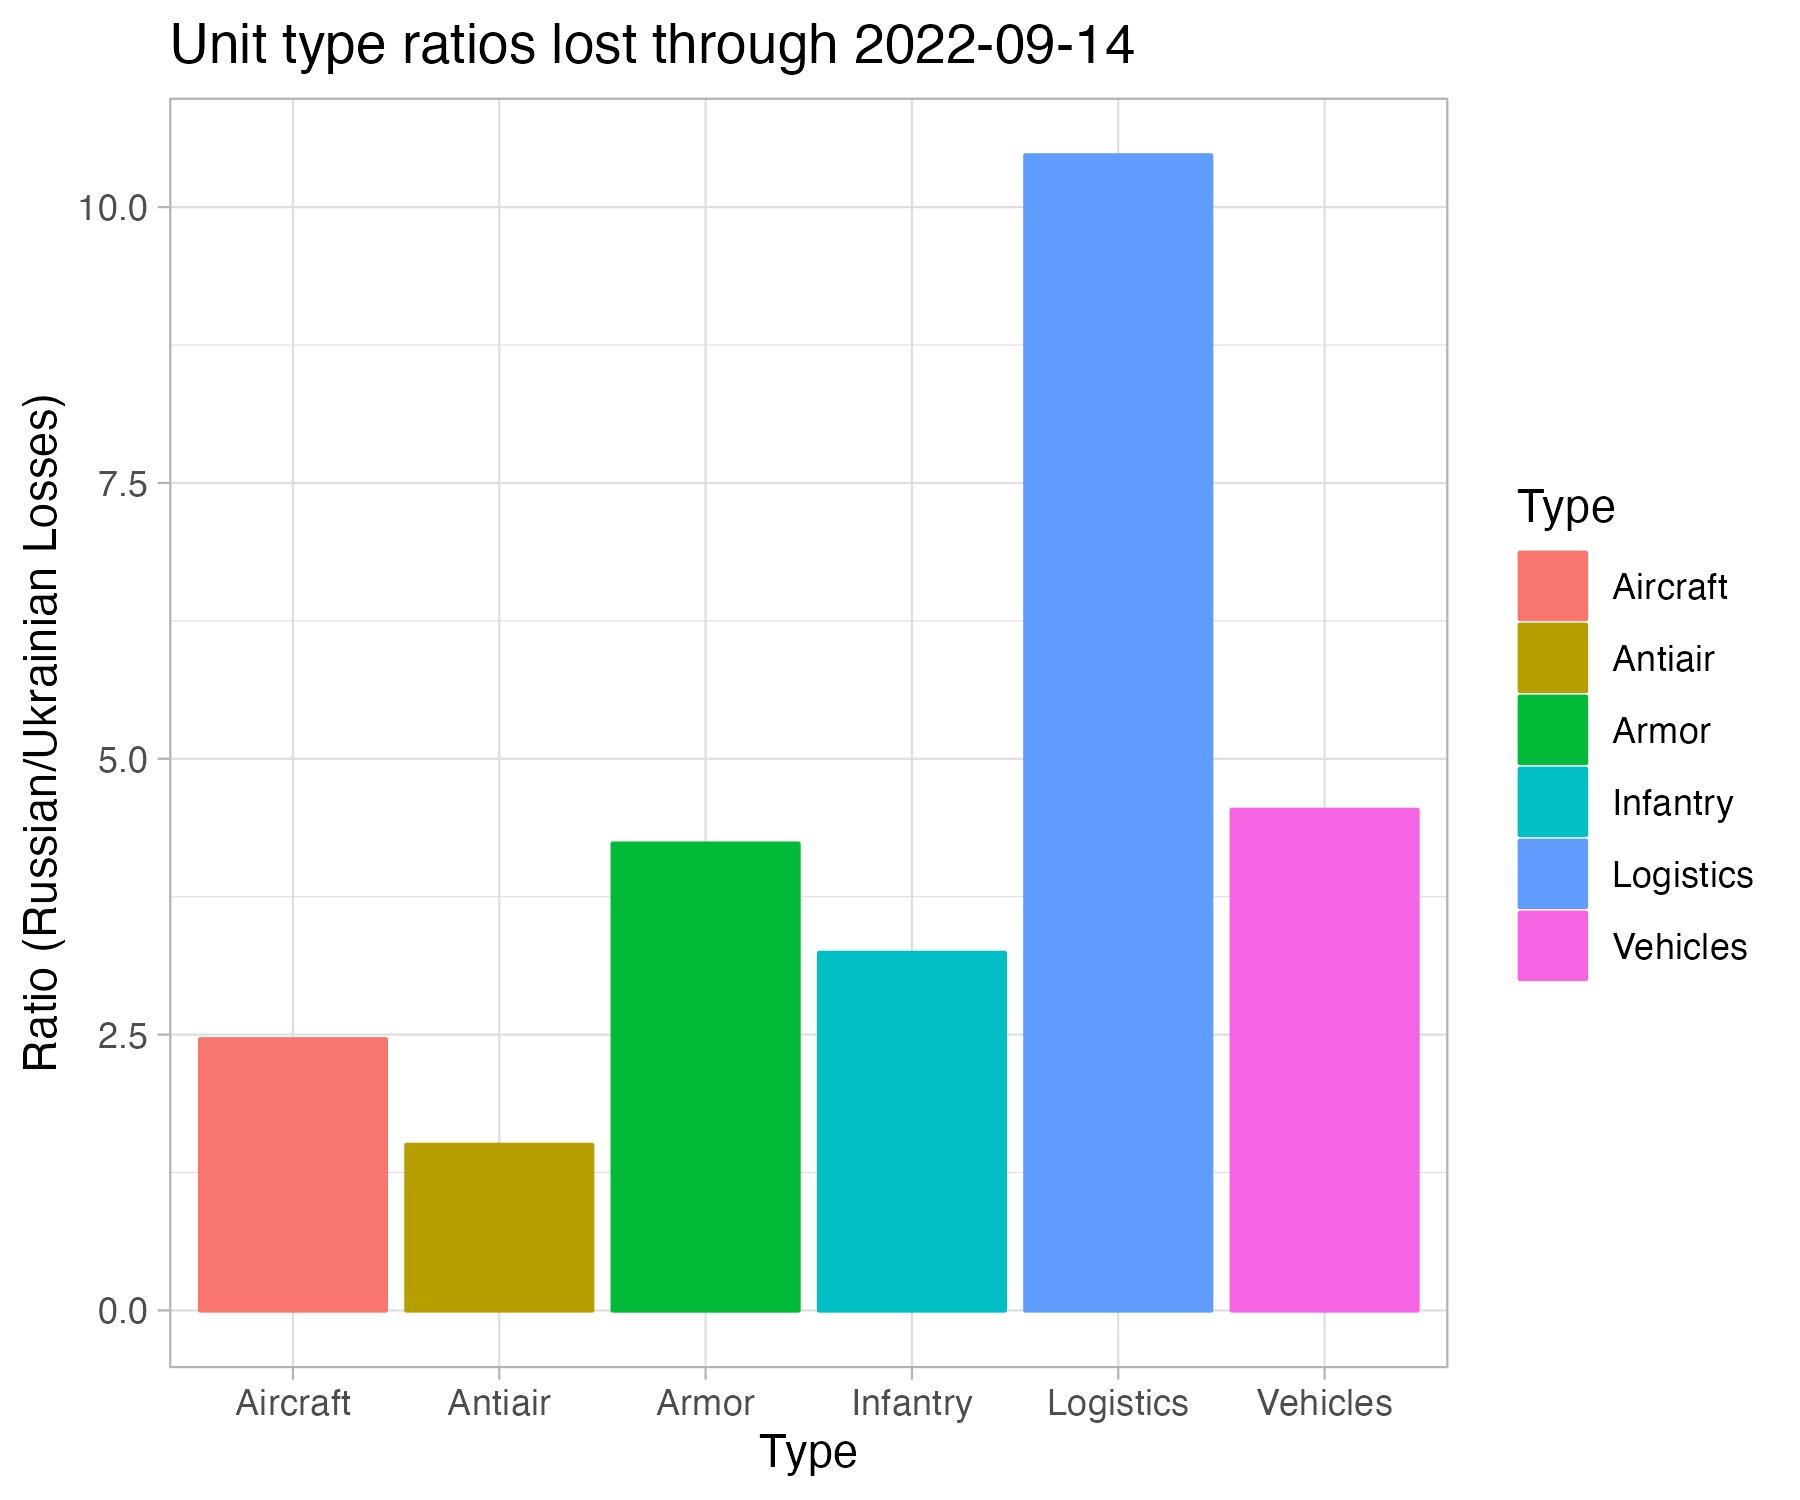 Unit type ratios lost through 2022-09-14
Ratio (Russian/Ukrainian Losses)
10.0
7.5
5.0
2.5
0.0
Aircraft
Antiair
Armor
Infantry
Logistics
Vehicles
Type
Type
Aircraft
Antiair
Armor
Infantry
Logistics
Vehicles